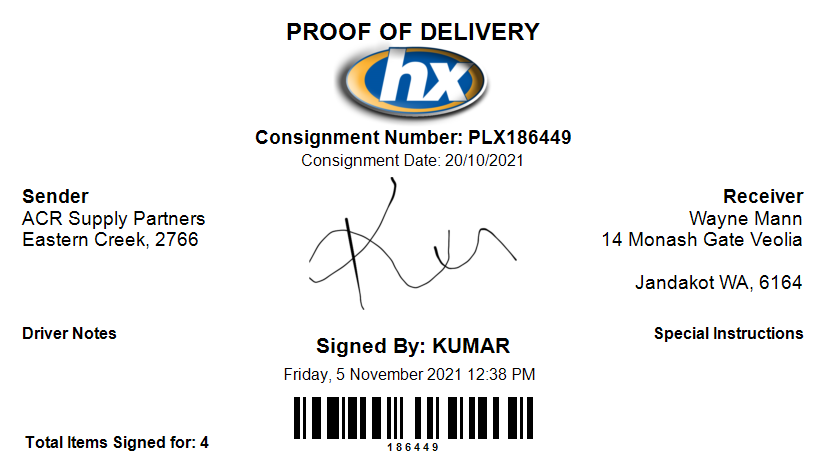 PROOF OF DELIVERY
hx
Consignment Number: PLX186449
Consignment Date: 20/10/2021
Sender
ACR Supply Partners
Eastern Creek, 2766
Receiver
Wayne Mann
14 Monash Gate Veolia
Jandakot WA, 6164
Driver Notes
Special Instructions
Signed By: KUMAR
Friday, 5 November 2021 12:38 PM
186449
Total Items Signed for: 4